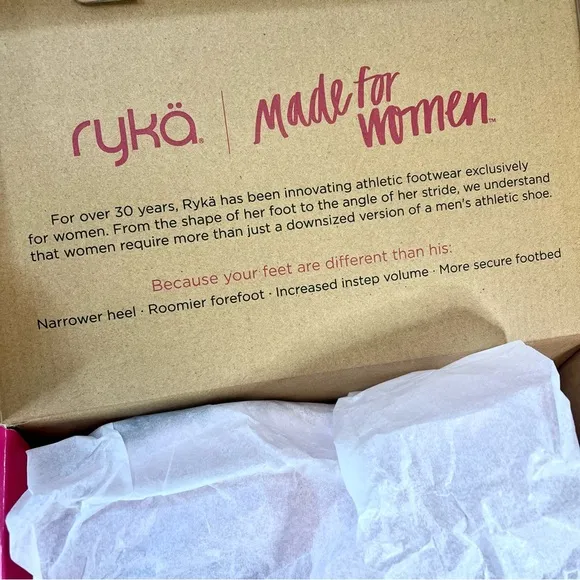 rykä® | Made for women™
For over 30 years, Rykä has been innovating athletic footwear exclusively
for women. From the shape of her foot to the angle of her stride, we understand
that women require more than just a downsized version of a men's athletic shoe.
Because your feet are different than his:
Narrower heel · Roomier forefoot · Increased instep volume · More secure footbed